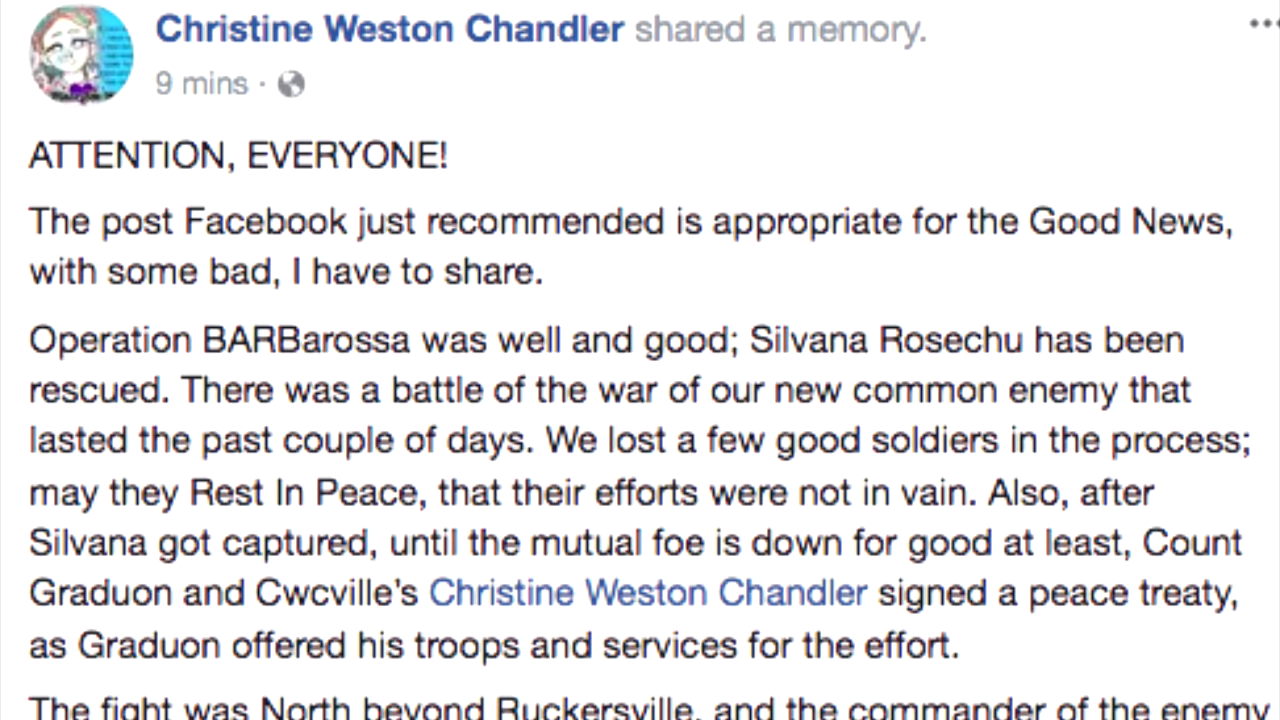 Christine Weston Chandler shared a memory.
9 mins ·
ATTENTION, EVERYONE!
The post Facebook just recommended is appropriate for the Good News,
with some bad, I have to share.
Operation BARBarossa was well and good; Silvana Rosechu has been
rescued. There was a battle of the war of our new common enemy that
lasted the past couple of days. We lost a few good soldiers in the process;
may they Rest In Peace, that their efforts were not in vain. Also, after
Silvana got captured, until the mutual foe is down for good at least, Count
Graduon and Cwcville’s Christine Weston Chandler signed a peace treaty,
as Graduon offered his troops and services for the effort.
The fight was North beyond Ruckersville, and the commander of the enemy